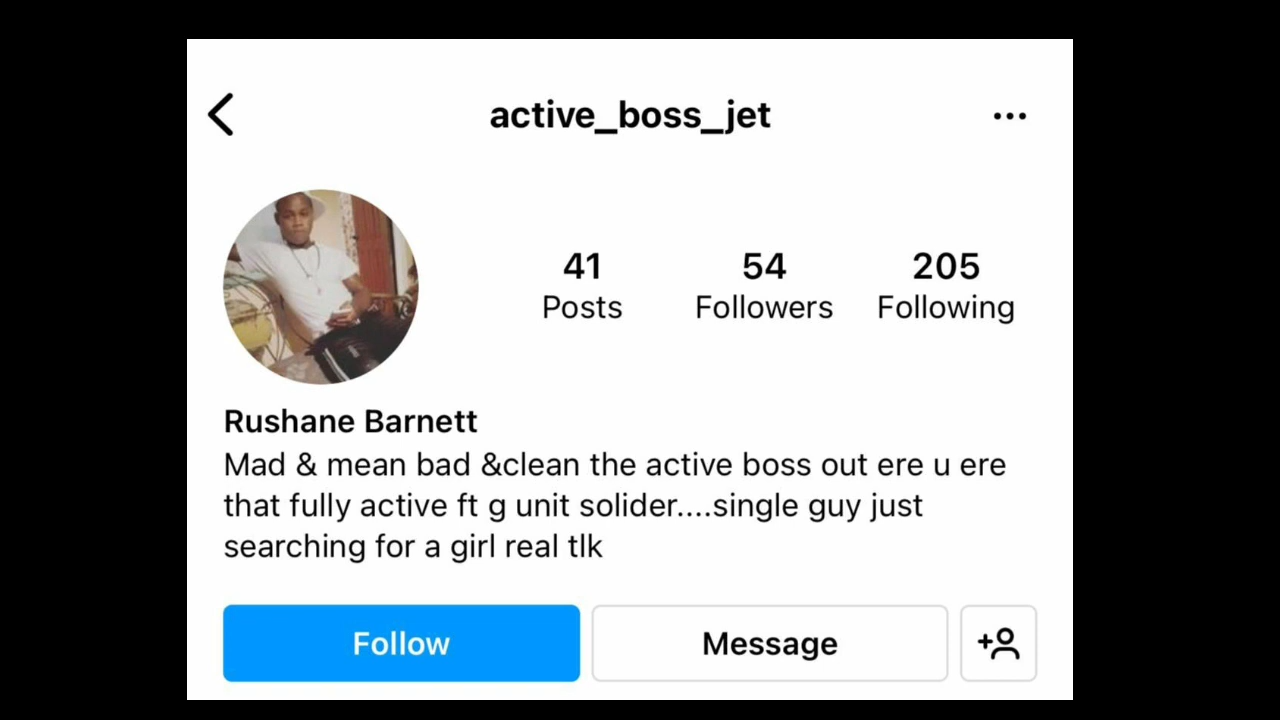 active_boss_jet
41 54 205
Posts Followers Following
Rushane Barnett
Mad & mean bad &clean the active boss out ere u ere
that fully active ft g unit solider....single guy just
searching for a girl real tlk
Follow Message